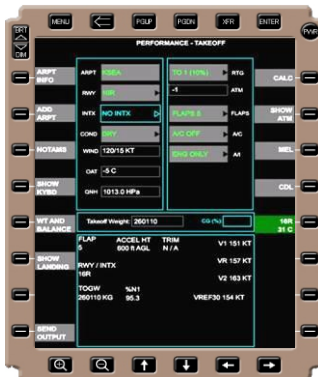 MENU PGUP PGDN XFR ENTER
BRT
DIM
PWR
PERFORMANCE - TAKEOFF
ARPT INFO
ARPT KSEA
TO 1 (10%) RTG
CALC
RWY 16R
-1 ATM
ADD ARPT
INTX NO INTX
FLAPS 5 FLAPS
SHOW ATM
COND DRY
A/C OFF A/C
NOTAMS
WIND 120/15 KT
ENG ONLY A/I
MEL
OAT -5 C
SHOW KYBD
QNH 1013.0 HPa
CDL
WT AND BALANCE
Takeoff Weight: 260110
CG (%)
16R
31 C
FLAP ACCEL HT TRIM
5 600 ft AGL N / A
V1 151 KT
SHOW LANDING
RWY / INTX
16R
VR 157 KT
V2 163 KT
TOGW %N1
260110 KG 95.3
VREF30 154 KT
SEND OUTPUT